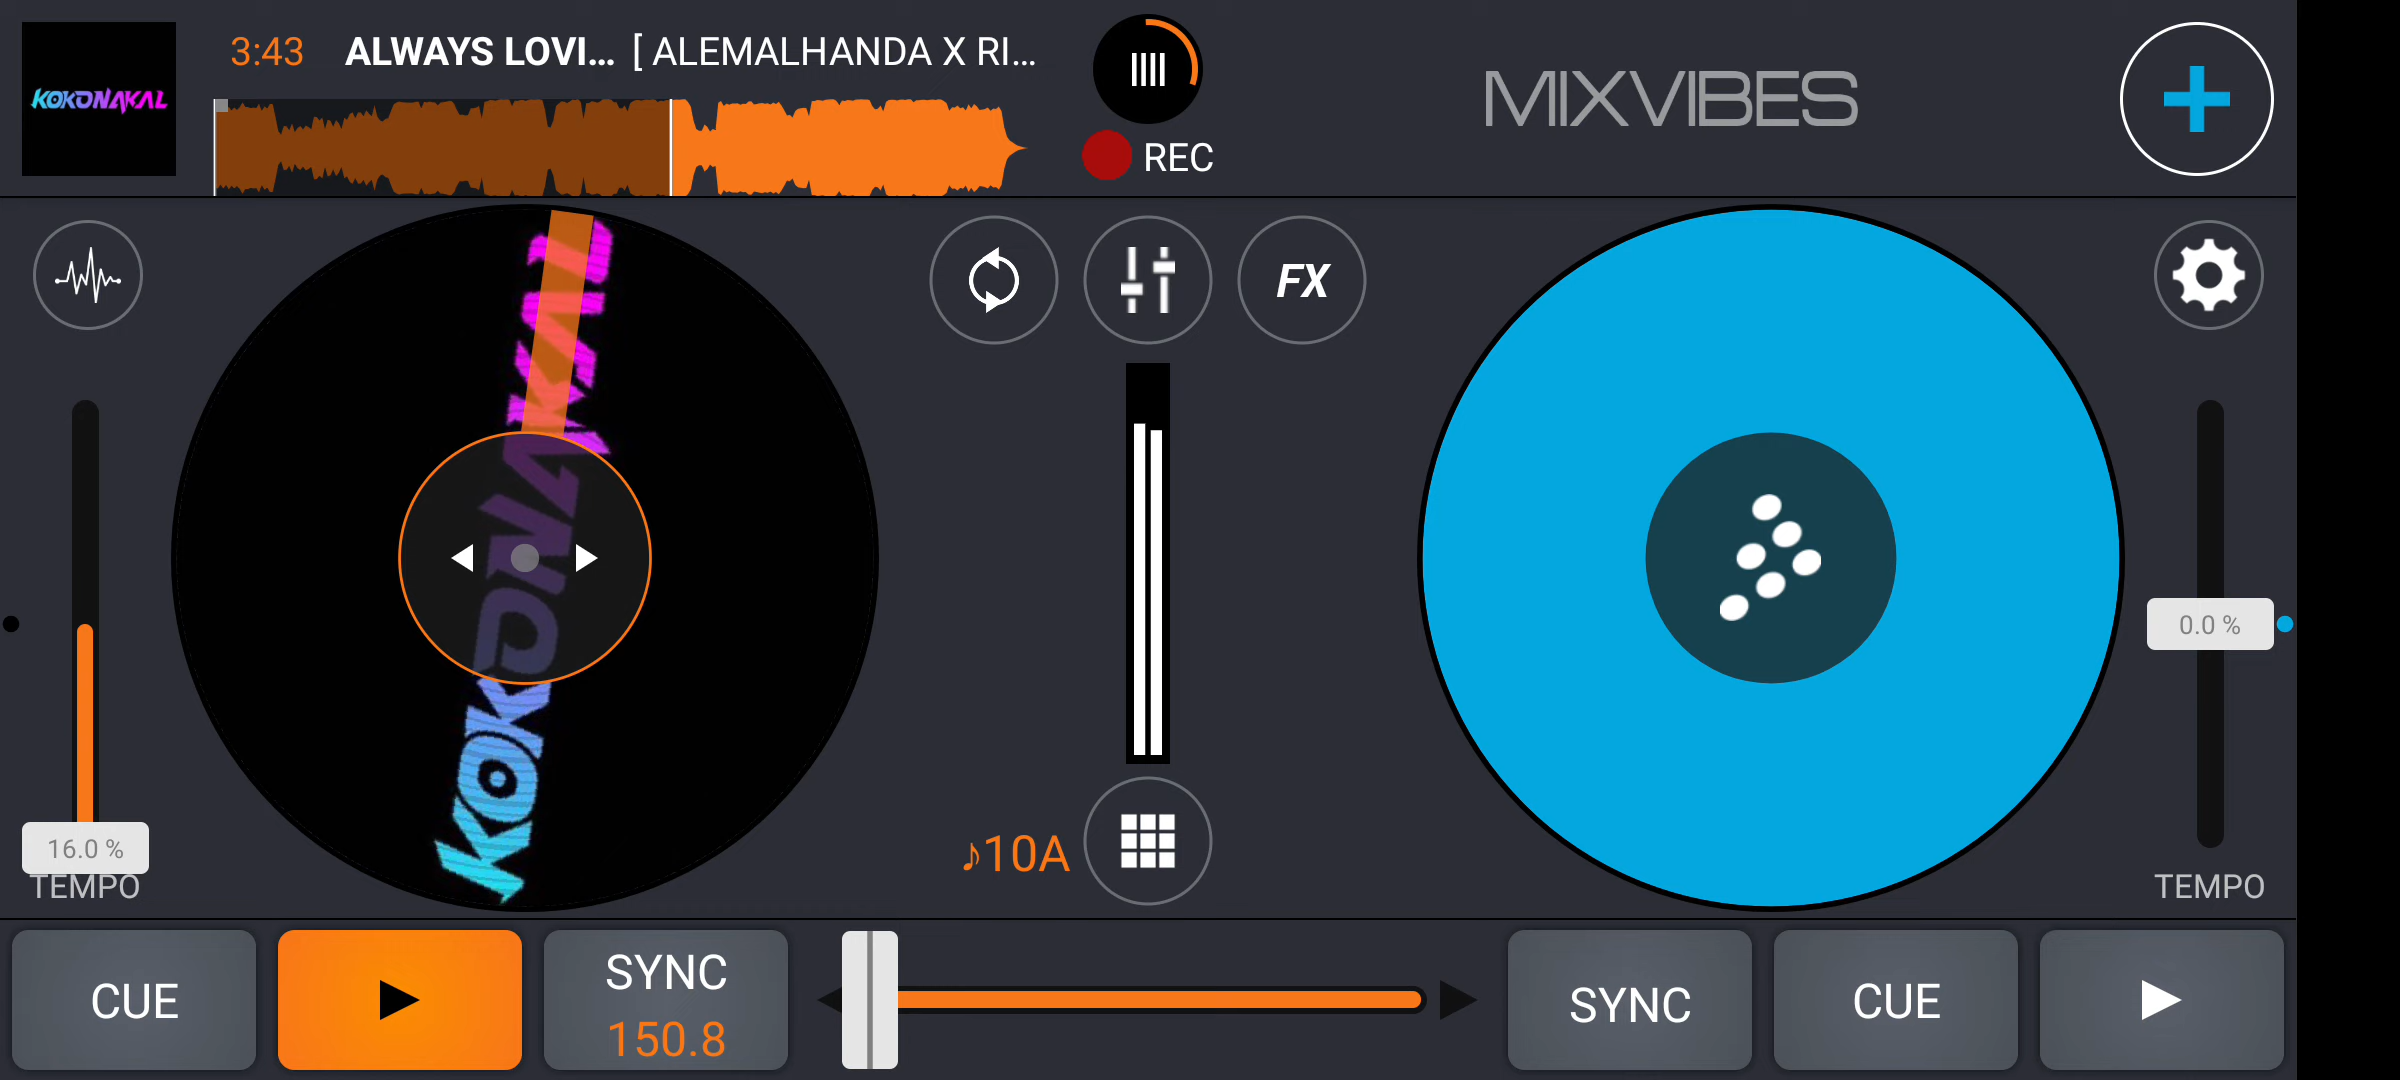 KOKONAKAL
3:43 ALWAYS LOVI... [ ALEMALHANDA X RI...
REC
MIXVIBES
FX
KOKONAKAL
0.0 %
16.0 %
TEMPO
♪10A
TEMPO
CUE
SYNC
150.8
SYNC
CUE